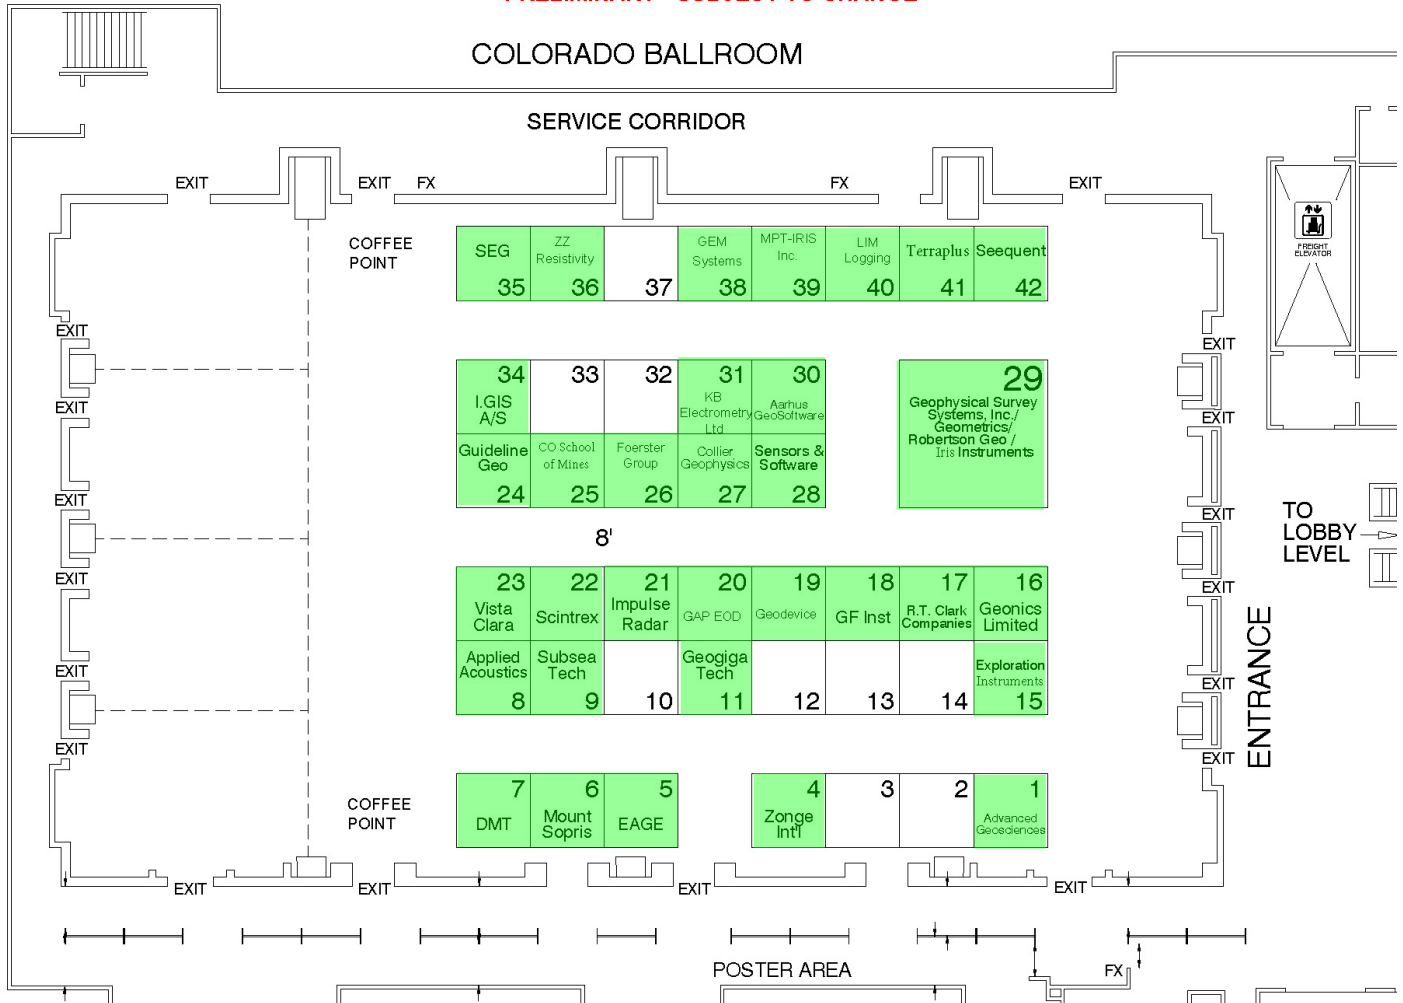 PRELIMINARY - SUBJECT TO CHANGE
COLORADO BALLROOM
SERVICE CORRIDOR
EXIT
EXIT
FX
FX
EXIT
COFFEE
POINT
SEG
35
ZZ
Resistivity
36
37
GEM
Systems
38
MPT-IRIS
Inc.
39
LIM
Logging
40
Terraplus
41
Seequent
42
FREIGHT
ELEVATOR
EXIT
EXIT
EXIT
EXIT
34
I.GIS
A/S
33
32
31
KB
Electrometry
Ltd
30
Aarhus
GeoSoftware
29
Geophysical Survey
Systems, Inc./
Geometrics/
Robertson Geo /
Iris Instruments
Guideline
Geo
24
CO School
of Mines
25
Foerster
Group
26
Collier
Geophysics
27
Sensors &
Software
28
EXIT
EXIT
8'
TO
LOBBY
LEVEL
EXIT
EXIT
23
Vista
Clara
22
Scintrex
21
Impulse
Radar
20
GAP EOD
19
Geodevice
18
GF Inst
17
R.T. Clark
Companies
16
Geonics
Limited
Applied
Acoustics
8
Subsea
Tech
9
10
Geogiga
Tech
11
12
13
14
Exploration
Instruments
15
EXIT
EXIT
ENTRANCE
EXIT
EXIT
COFFEE
POINT
7
DMT
6
Mount
Sopris
5
EAGE
4
Zonge
Int'l
3
2
1
Advanced
Geosciences
EXIT
EXIT
EXIT
EXIT
POSTER AREA
FX